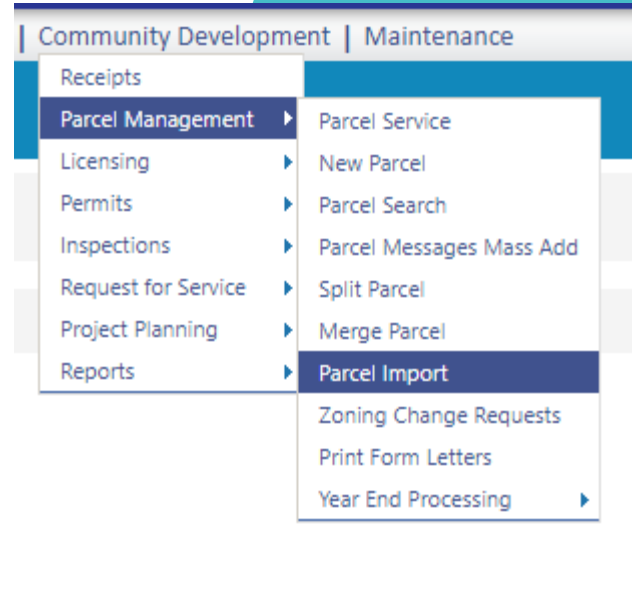 | Community Development | Maintenance
Receipts
Parcel Management
Licensing
Permits
Inspections
Request for Service
Project Planning
Reports
Parcel Service
New Parcel
Parcel Search
Parcel Messages Mass Add
Split Parcel
Merge Parcel
Parcel Import
Zoning Change Requests
Print Form Letters
Year End Processing